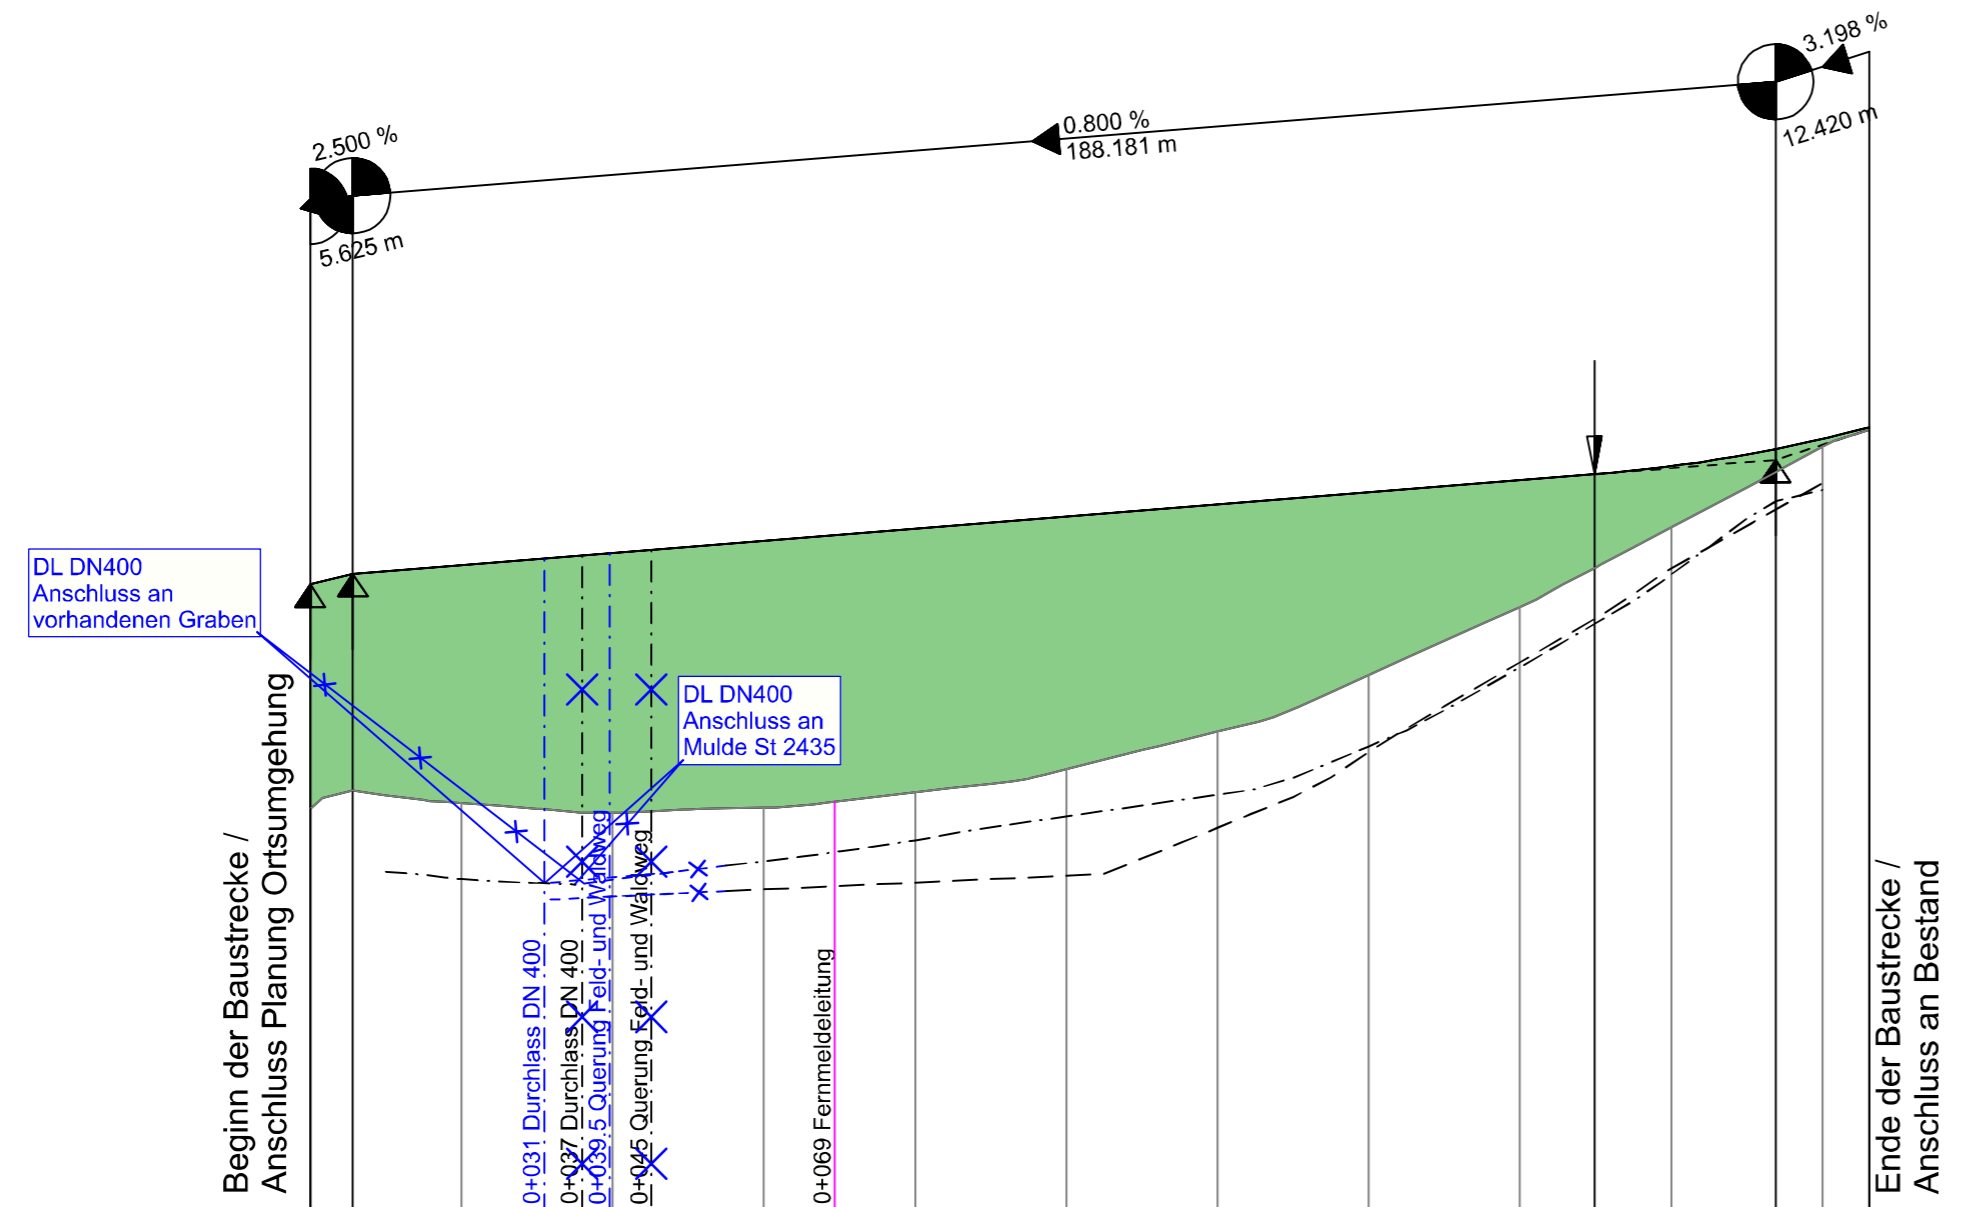 3.198 %
12.420 m
0.800 %
188.181 m
2.500 %
5.625 m
DL DN400
Anschluss an
vorhandenen Graben
DL DN400
Anschluss an
Mulde St 2435
Beginn der Baustrecke /
Anschluss Planung Ortsumgehung
0+031 Durchlass DN 400
0+037 Durchlass DN 400
0+039.5 Querung Feld- und Waldweg
0+045 Querung Feld- und Waldweg
0+069 Fernmeldeleitung
Ende der Baustrecke /
Anschluss an Bestand